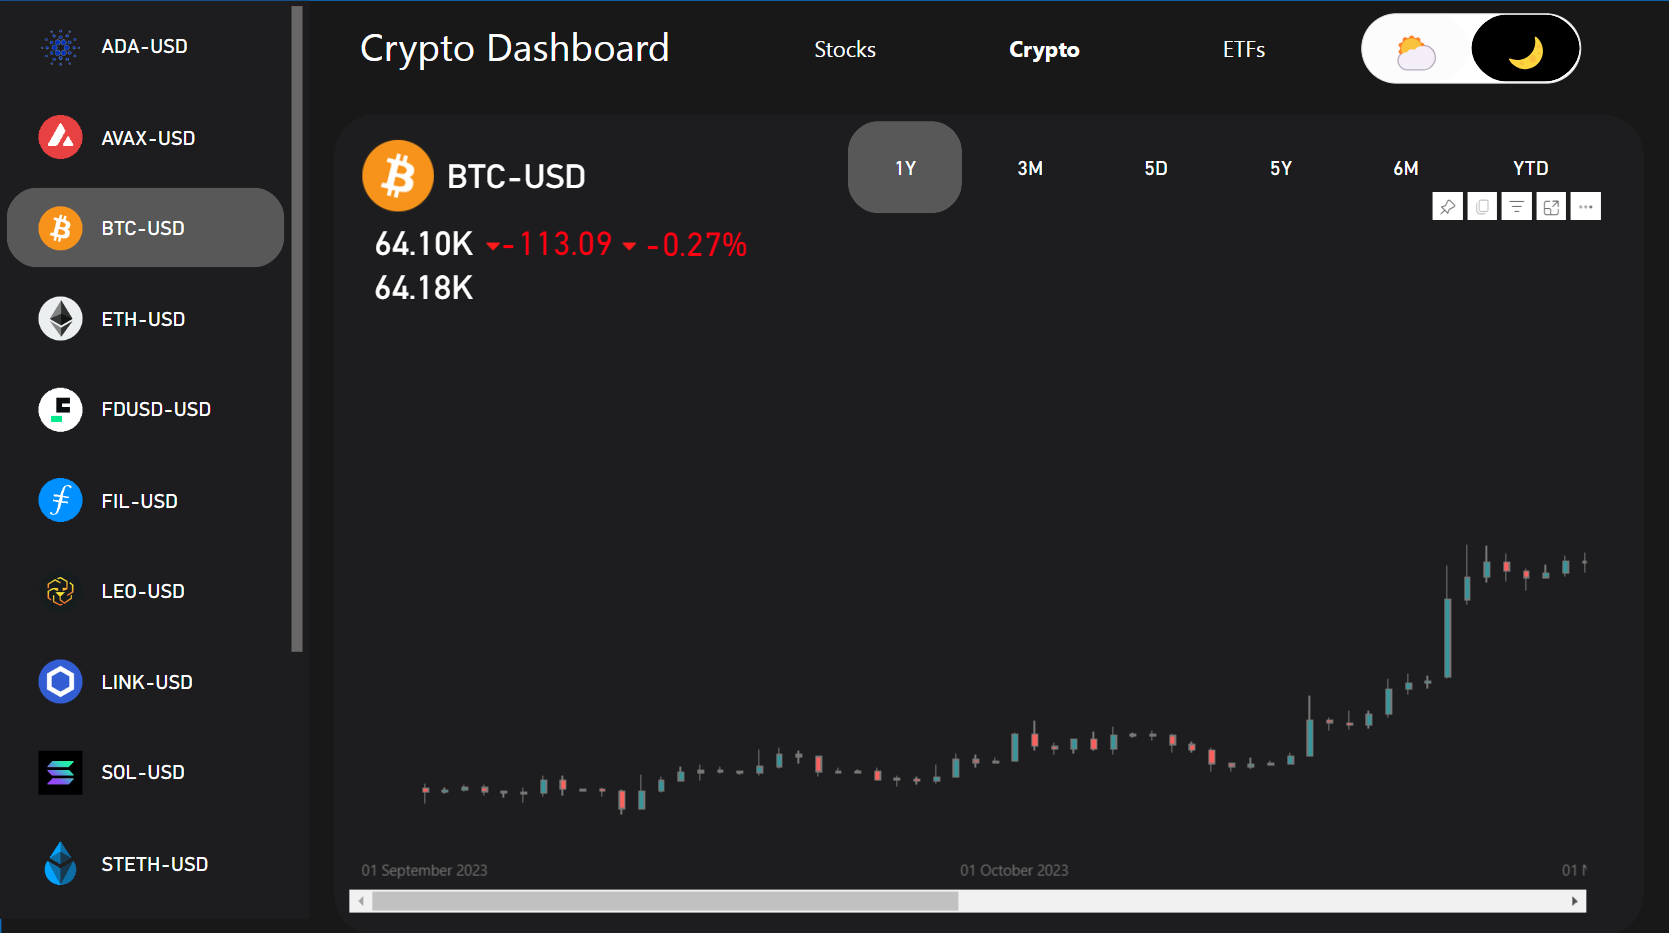 Crypto Dashboard
Stocks
Crypto
ETFs
ADA-USD
AVAX-USD
BTC-USD
ETH-USD
FDUSD-USD
FIL-USD
LEO-USD
LINK-USD
SOL-USD
STETH-USD
BTC-USD
1Y
3M
5D
5Y
6M
YTD
64.10K -113.09 -0.27%
64.18K
01 September 2023
01 October 2023
01